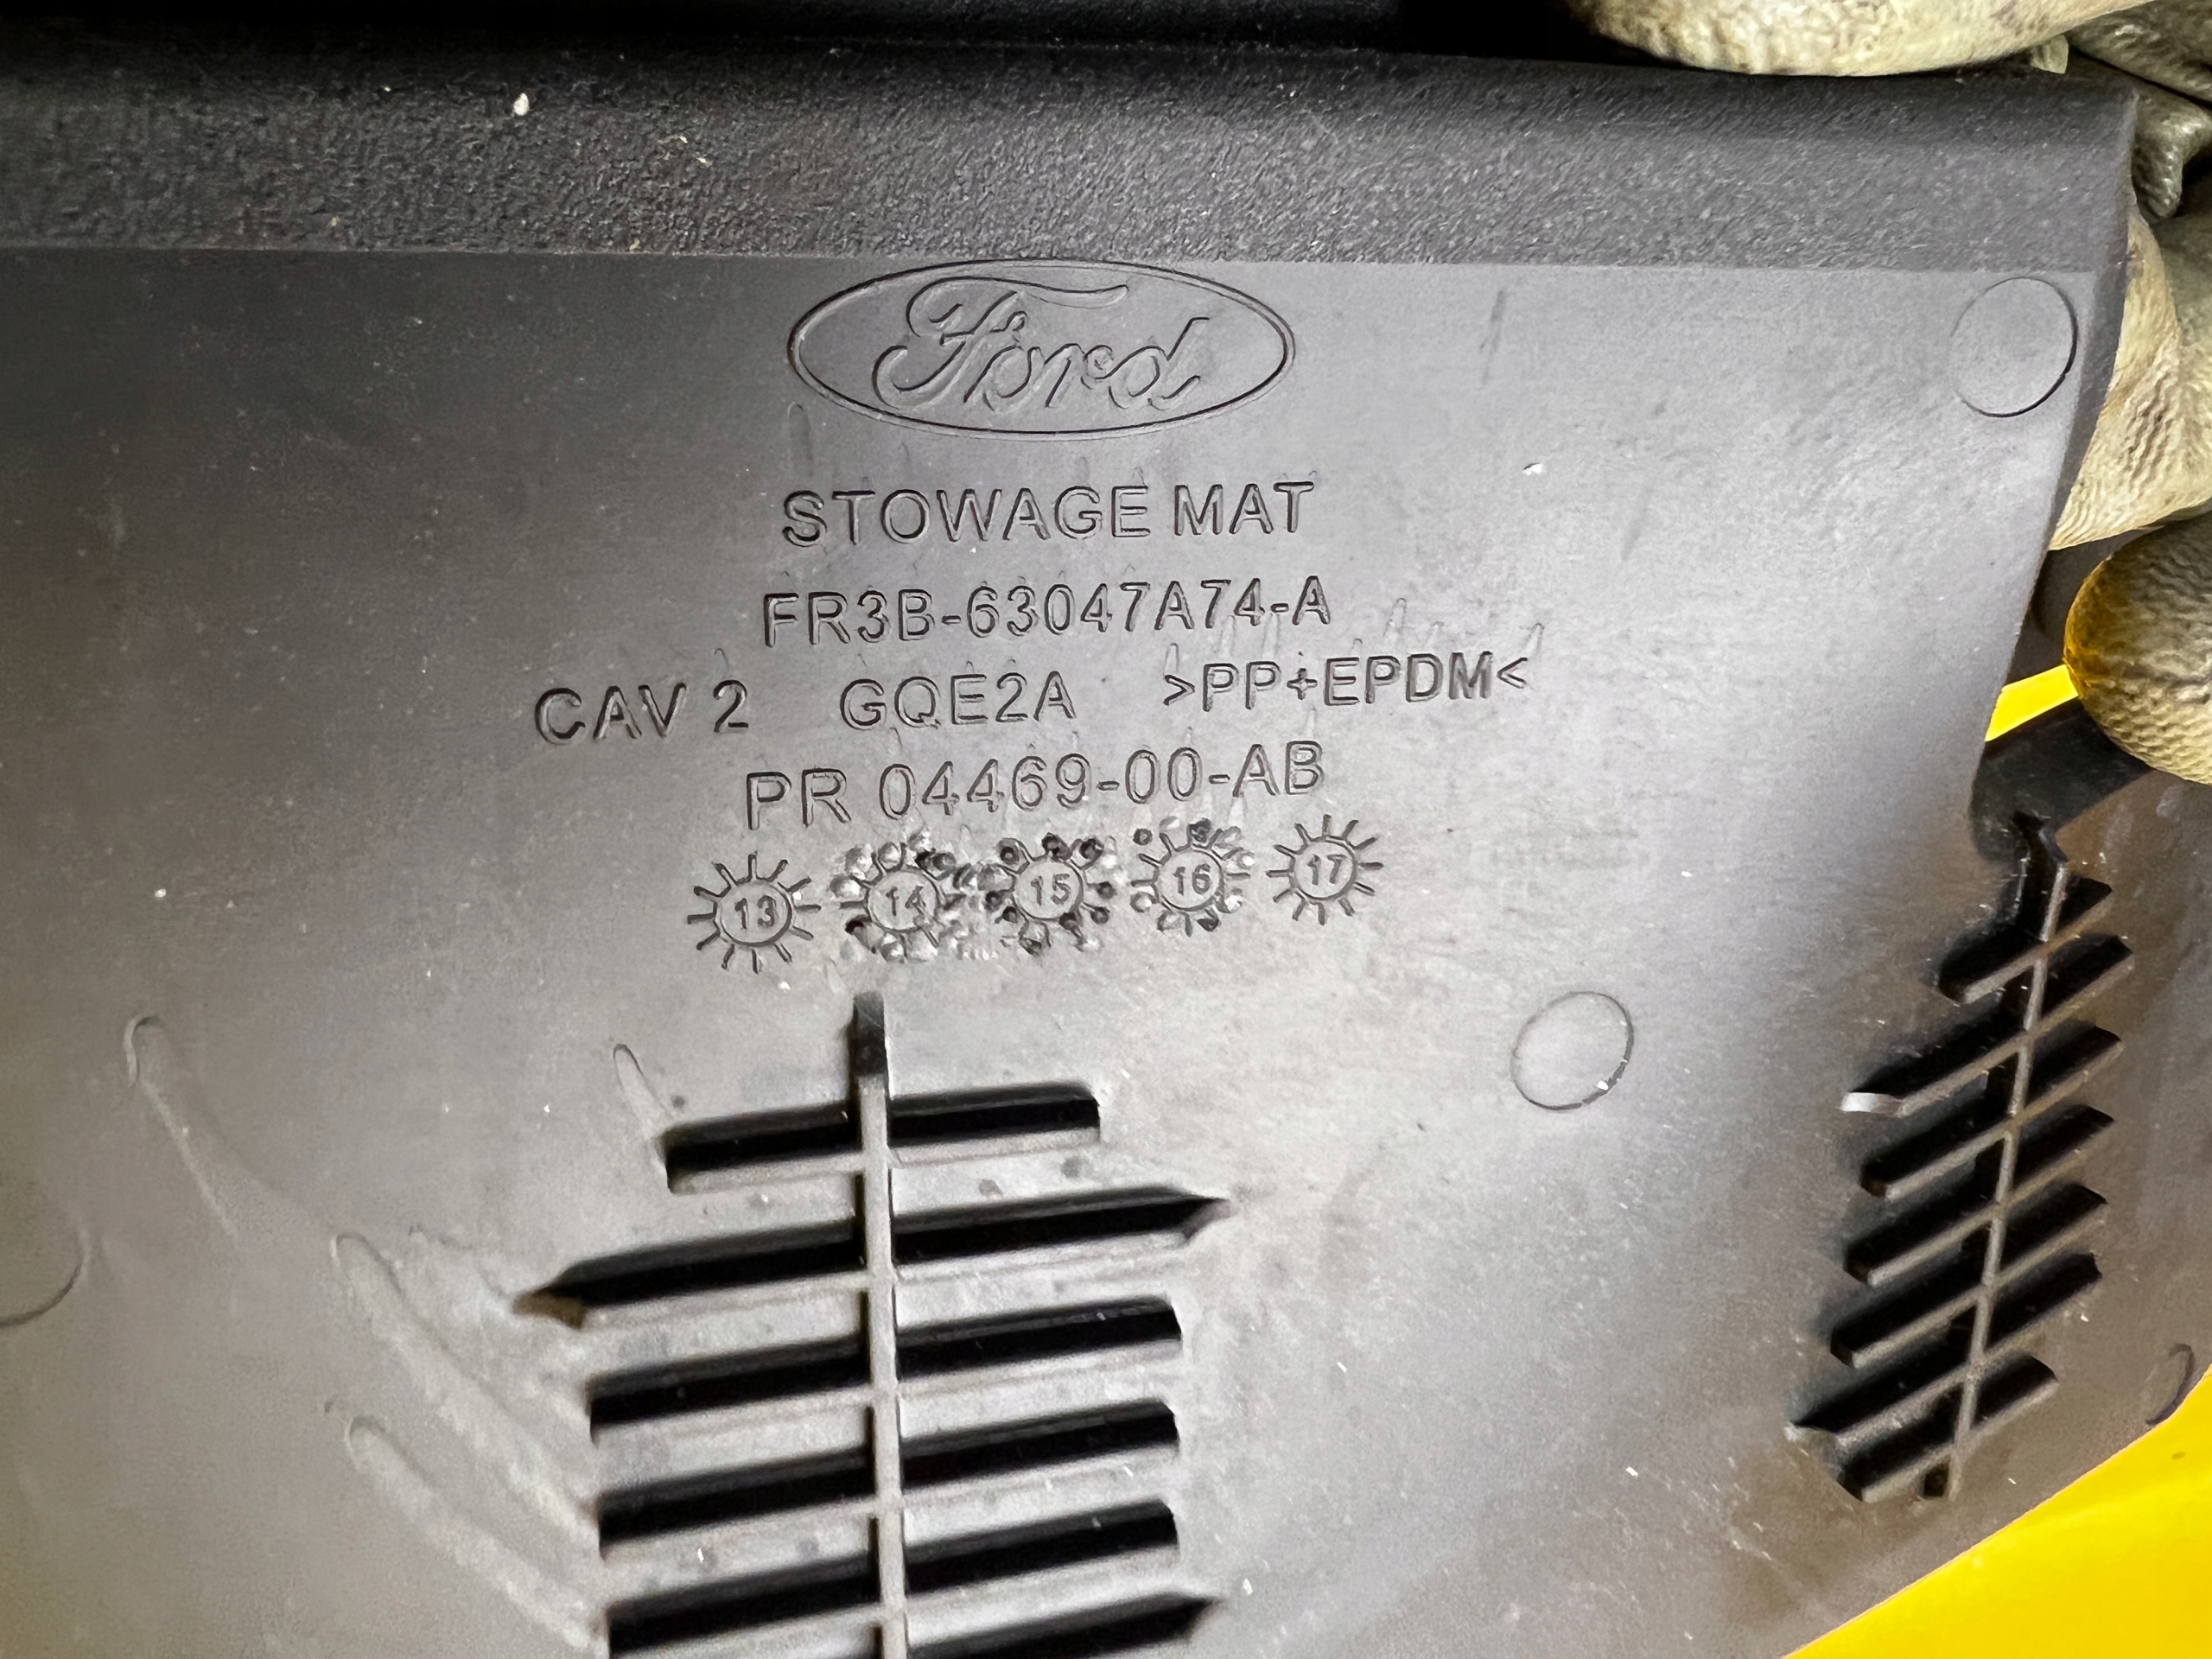 Ford
STOWAGE MAT
FR3B-63047A74-A
CAV 2 GQE2A >PP+EPDM<
PR 04469-00-AB
13 14 15 16 17